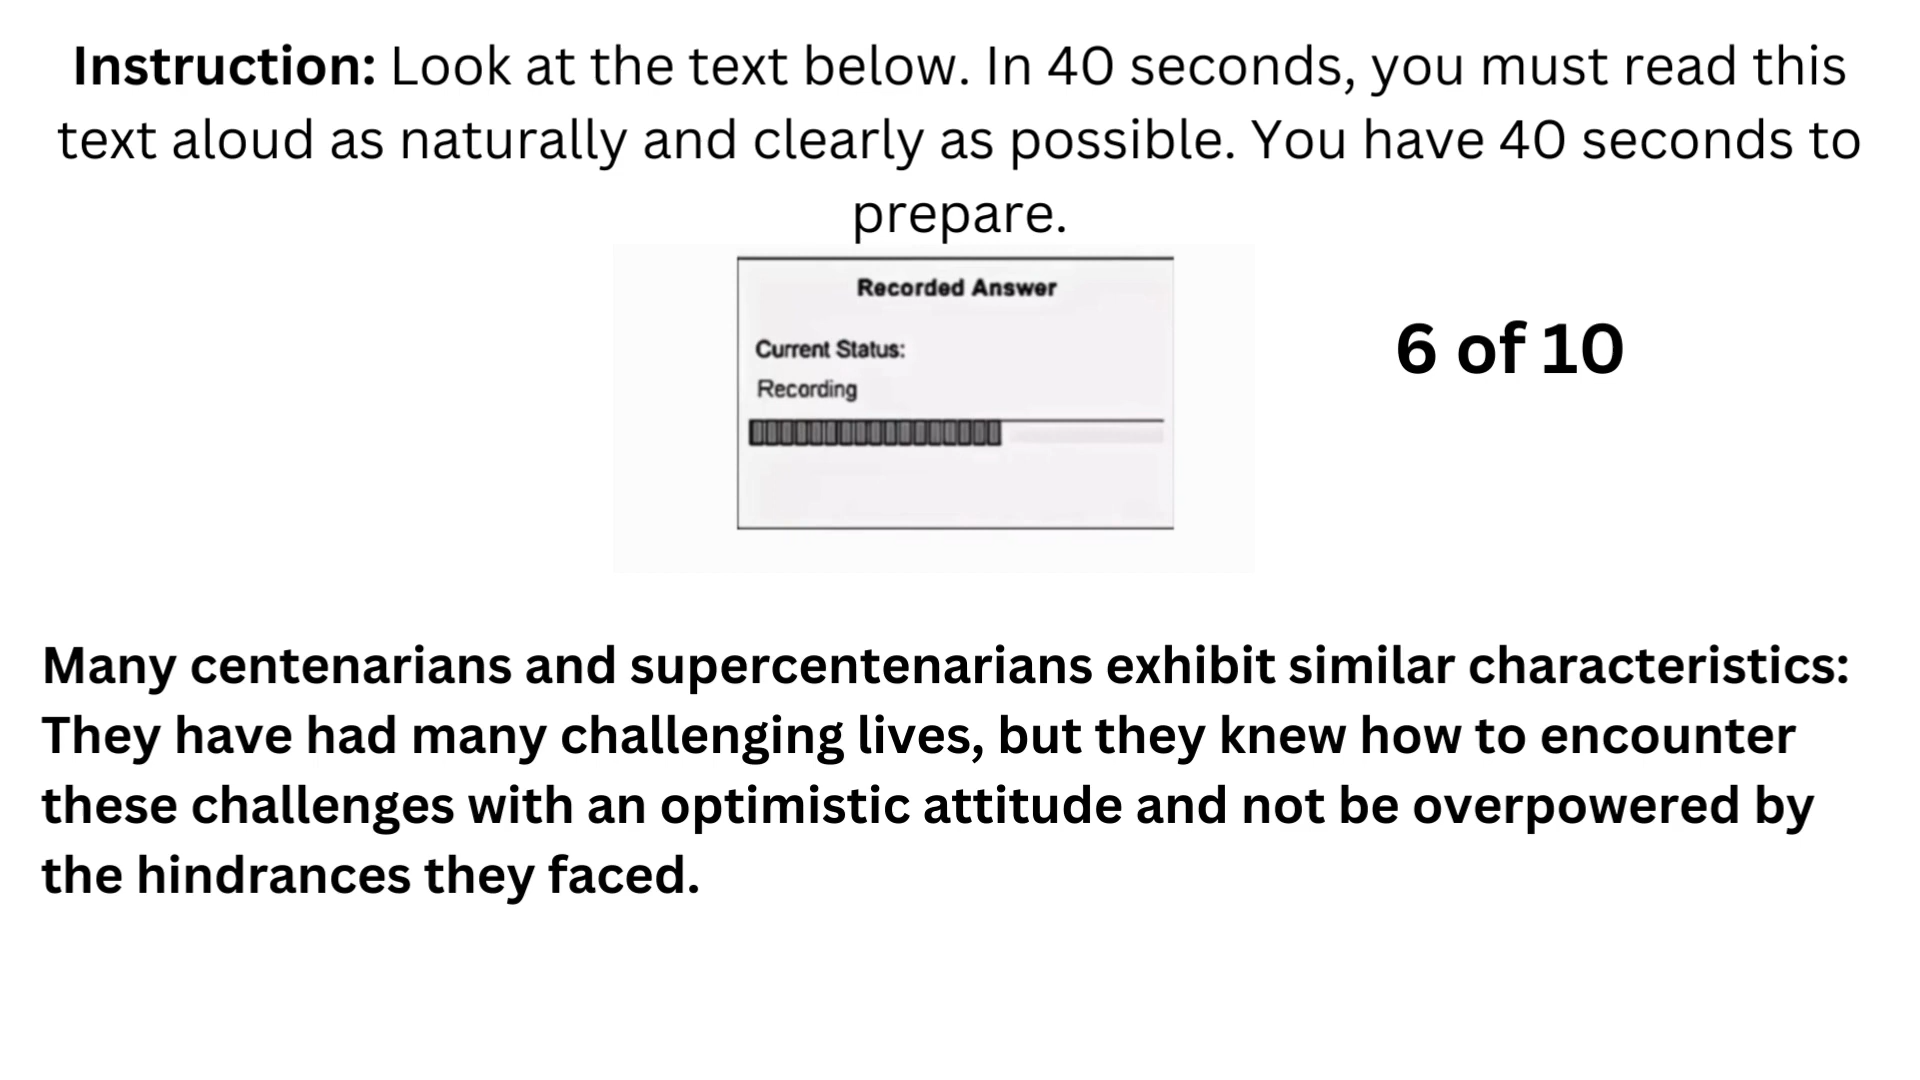 Instruction: Look at the text below. In 40 seconds, you must read this
text aloud as naturally and clearly as possible. You have 40 seconds to
prepare.
Recorded Answer
Current Status:
Recording
6 of 10
Many centenarians and supercentenarians exhibit similar characteristics:
They have had many challenging lives, but they knew how to encounter
these challenges with an optimistic attitude and not be overpowered by
the hindrances they faced.